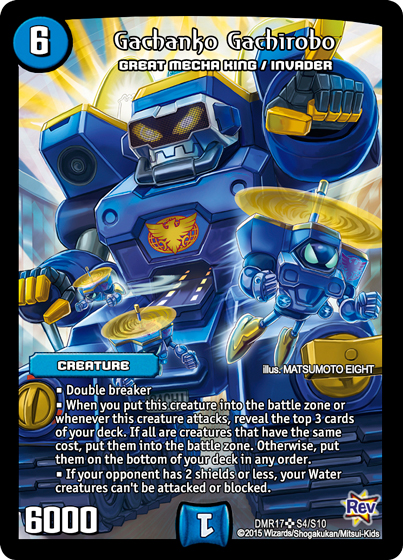 6
Gachanko Gachirobo
GREAT MECHA KING / INVADER
CREATURE
illus. MATSUMOTO EIGHT
▪ Double breaker
▪ When you put this creature into the battle zone or
whenever this creature attacks, reveal the top 3 cards
of your deck. If all are creatures that have the same
cost, put them into the battle zone. Otherwise, put
them on the bottom of your deck in any order.
▪ If your opponent has 2 shields or less, your Water
creatures can't be attacked or blocked.
Rev
6000
1
DMR17 S4/S10
©2015 Wizards/Shogakukan/Mitsui-Kids